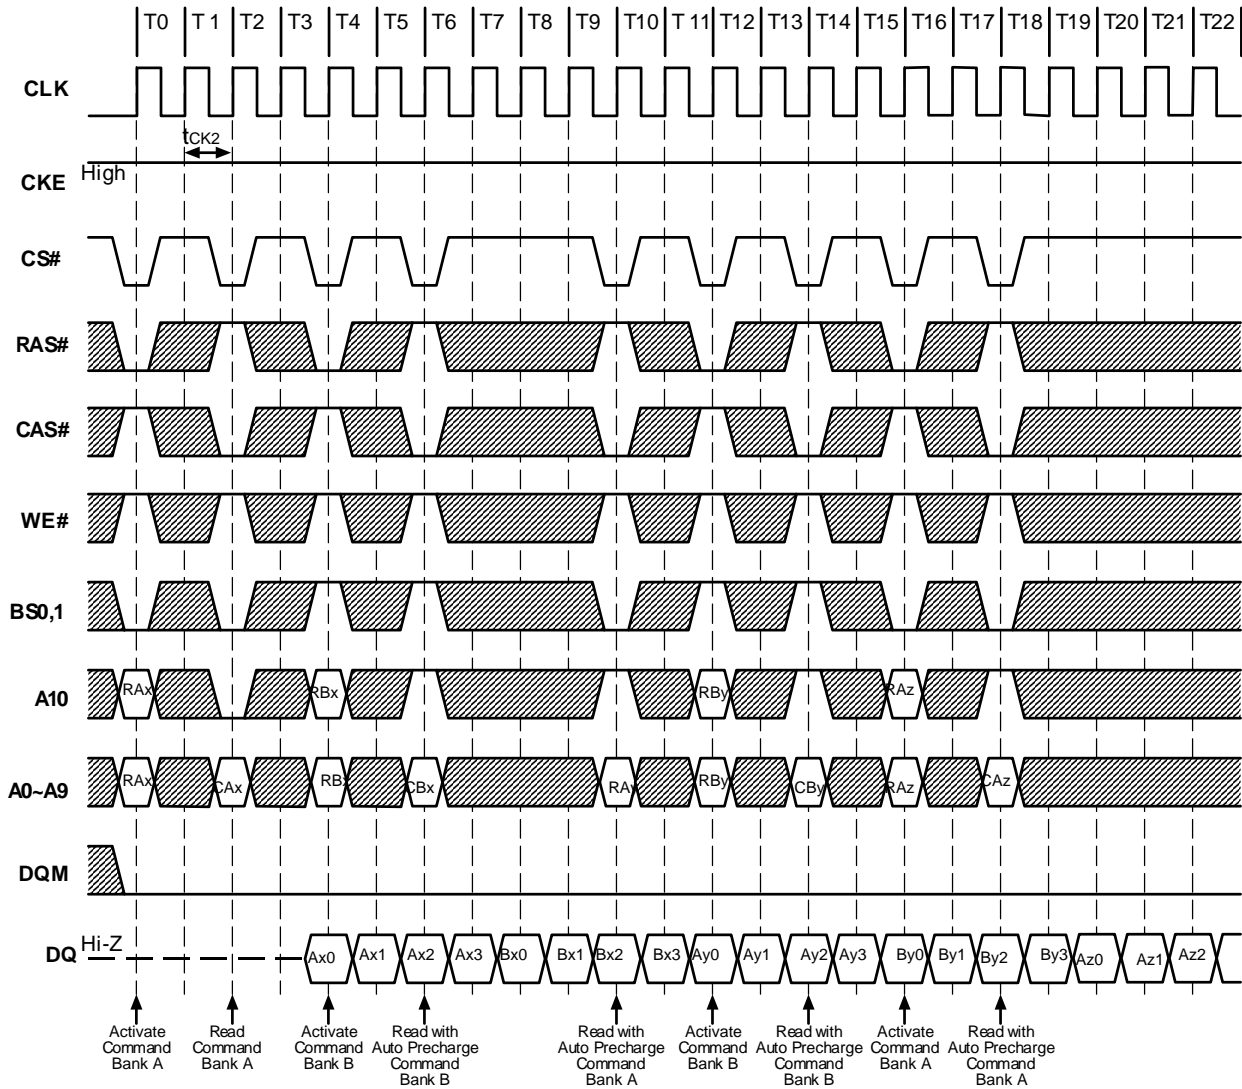 T0 T 1 T2 T3 T4 T5 T6 T7 T8 T9 T10 T 11 T12 T13 T14 T15 T16 T17 T18 T19 T20 T21 T22
CLK
tCK2
High
CKE
CS#
RAS#
CAS#
WE#
BS0,1
A10 RAx RBx RBy RAz
A0~A9 RAx CAx RB CBx RAy RBy CBy RAz CAz
DQM
Hi-Z
DQ Ax0 Ax1 Ax2 Ax3 Bx0 Bx1 Bx2 Bx3 Ay0 Ay1 Ay2 Ay3 By0 By1 By2 By3 Az0 Az1 Az2
Activate
Command
Bank A
Read
Command
Bank A
Activate
Command
Bank B
Read with
Auto Precharge
Command
Bank B
Read with
Auto Precharge
Command
Bank A
Activate
Command
Bank B
Read with
Auto Precharge
Command
Bank B
Activate
Command
Bank A
Read with
Auto Precharge
Command
Bank A